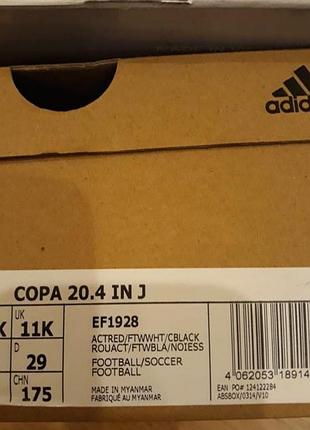 adidas
COPA 20.4 IN J
K
UK
11K
D
29
CHN
175
EF1928
ACTRED/FTWWHT/CBLACK
ROUACT/FTWBLA/NOIESS
FOOTBALL/SOCCER
FOOTBALL
MADE IN MYANMAR
FABRIQUÉ AU MYANMAR
4 062053 18914
EAN PO# 124122284
ABSBOX/0314/V10